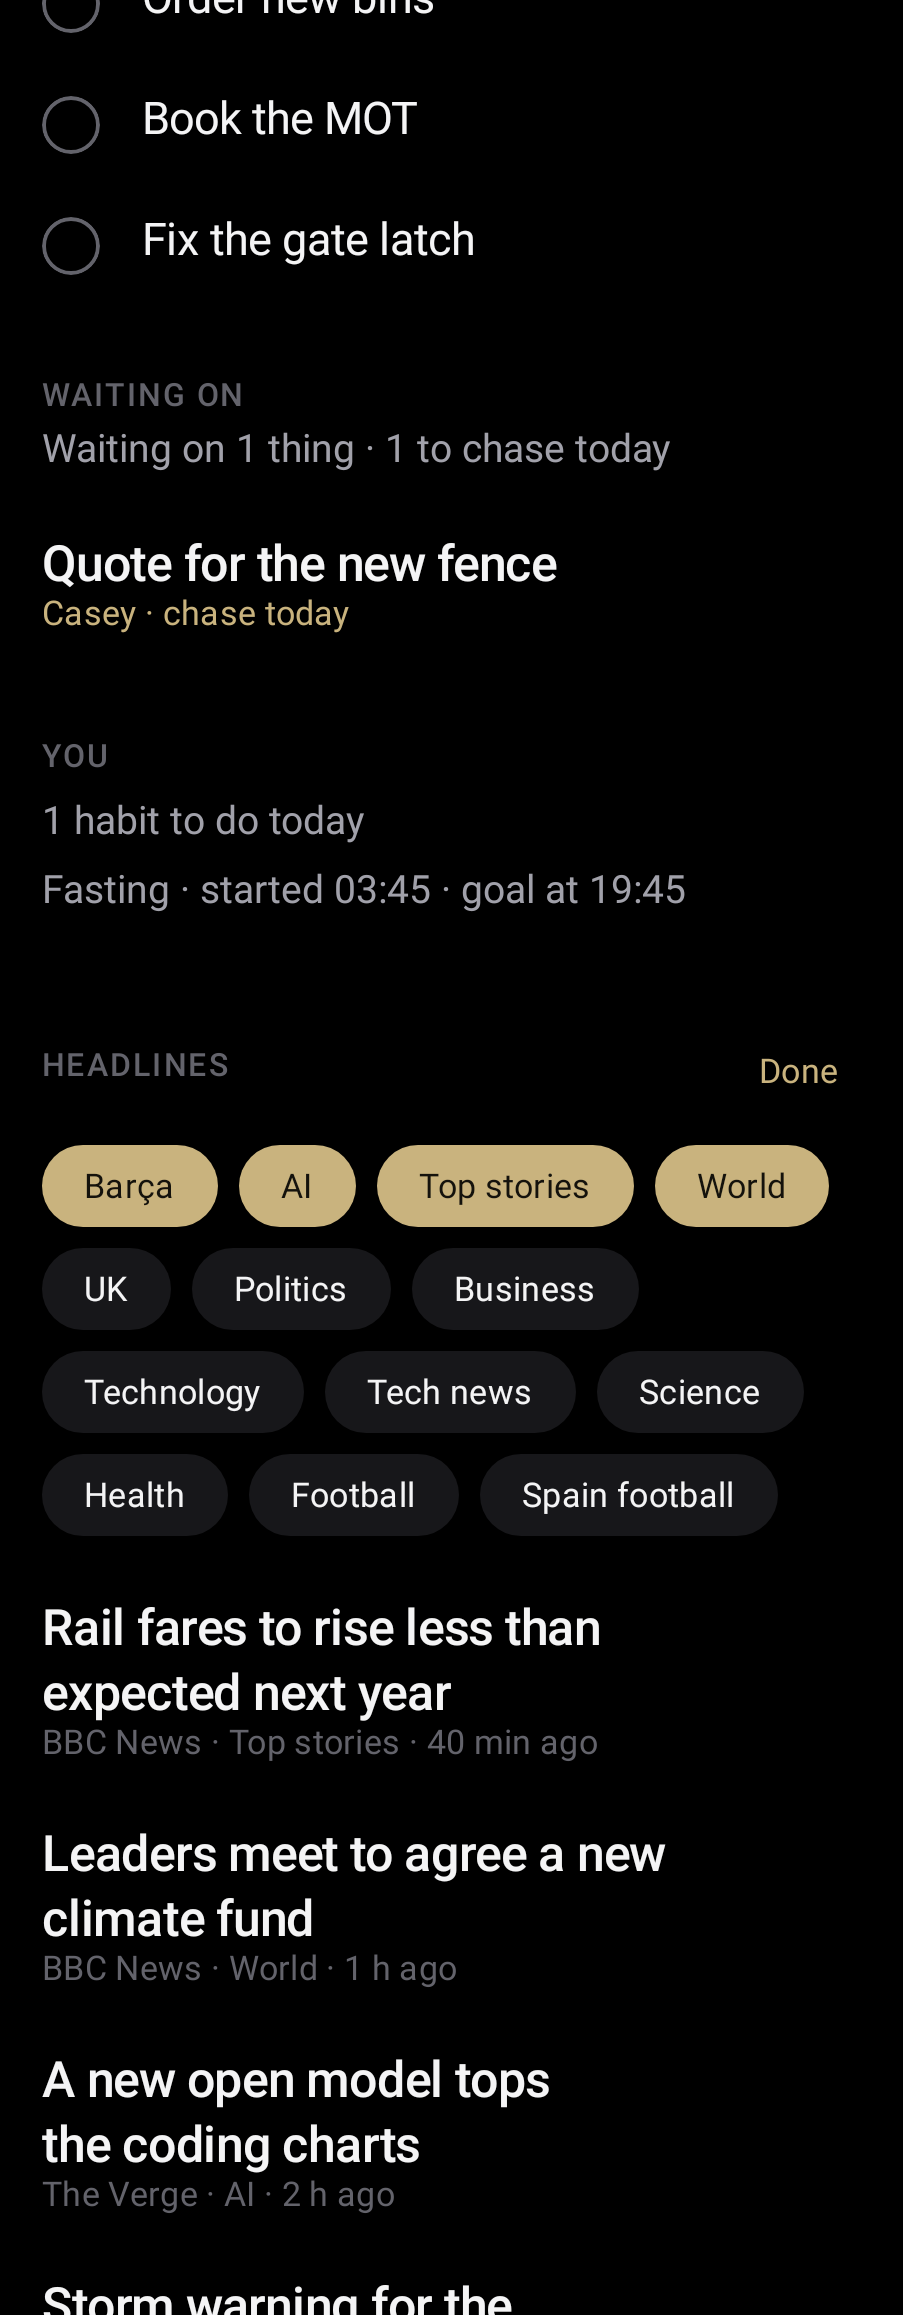 Order new bins
Book the MOT
Fix the gate latch
WAITING ON
Waiting on 1 thing · 1 to chase today
Quote for the new fence
Casey · chase today
YOU
1 habit to do today
Fasting · started 03:45 · goal at 19:45
HEADLINES
Done
Barça AI Top stories World
UK Politics Business
Technology Tech news Science
Health Football Spain football
Rail fares to rise less than
expected next year
BBC News · Top stories · 40 min ago
Leaders meet to agree a new
climate fund
BBC News · World · 1 h ago
A new open model tops
the coding charts
The Verge · AI · 2 h ago
Storm warning for the